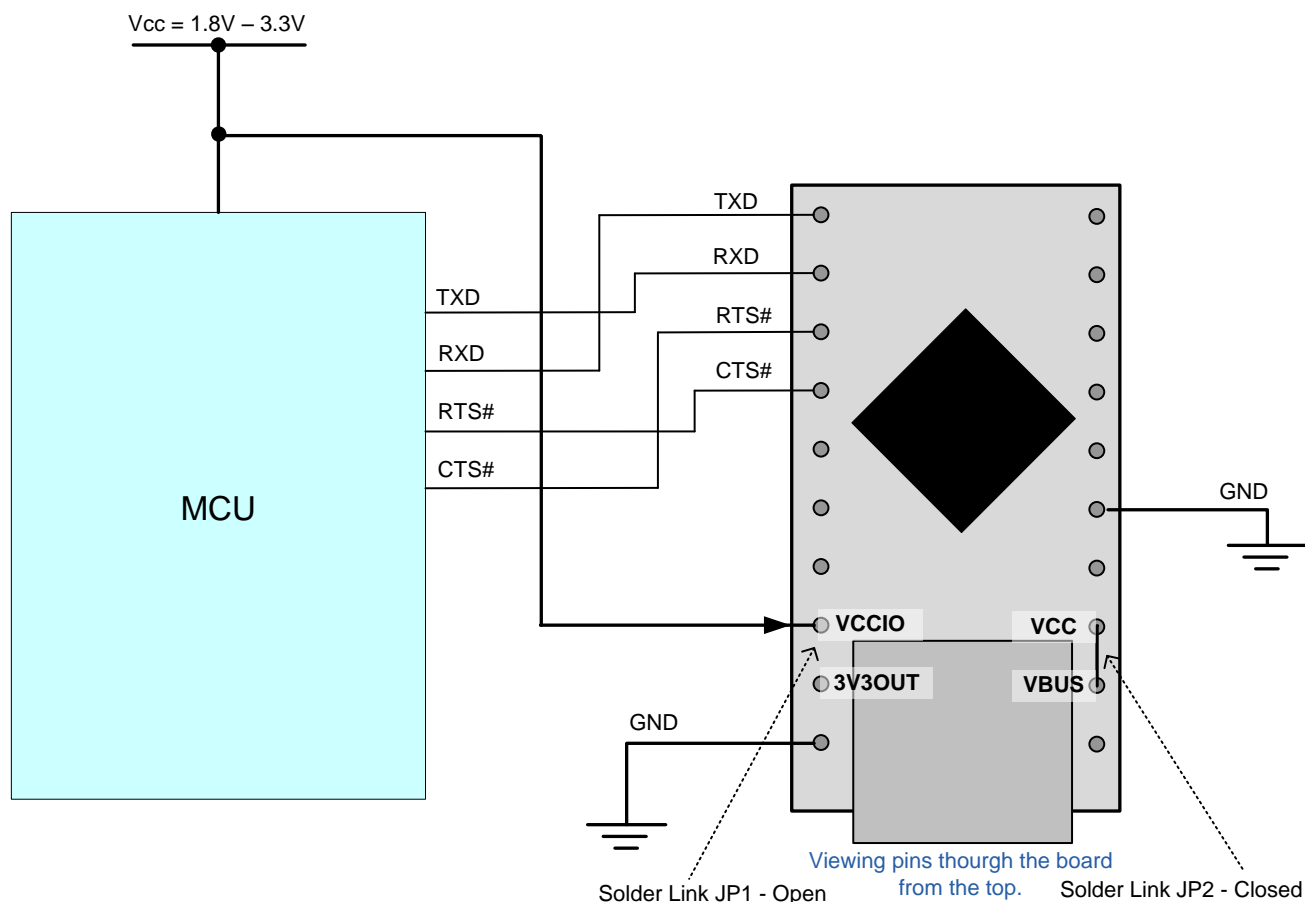 Vcc = 1.8V – 3.3V
TXD
RXD
RTS#
CTS#
TXD
RXD
RTS#
CTS#
MCU
GND
VCCIO
VCC
3V3OUT
VBUS
GND
Viewing pins thourgh the board
from the top.
Solder Link JP1 - Open
Solder Link JP2 - Closed